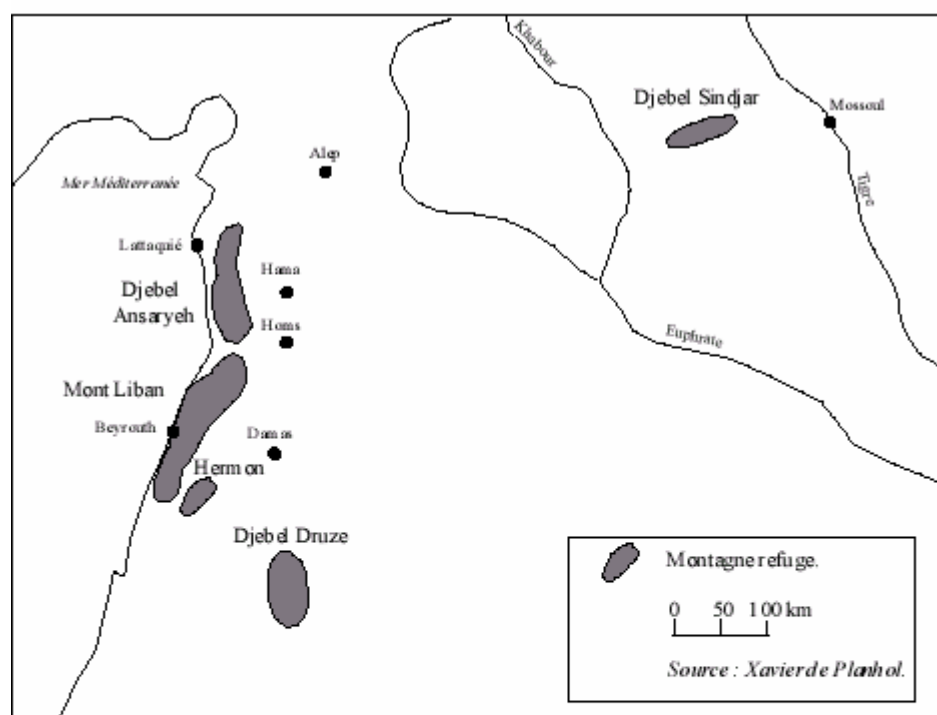 Khabour
Djebel Sindjar
Mossoul
Alep
Mer Méditerranée
Tigre
Lattaquié
Hama
Djebel
Ansaryeh
Homs
Euphrate
Mont Liban
Beyrouth
Damas
Hermon
Djebel Druze
Montagne refuge.
0 50 100 km
Source : Xavier de Planhol.